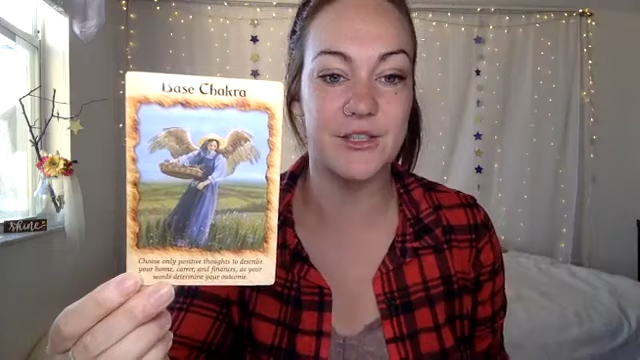 Base Chakra
Choose only positive thoughts to describe
your home, career, and finances, as your
words determine your outcome.
shine